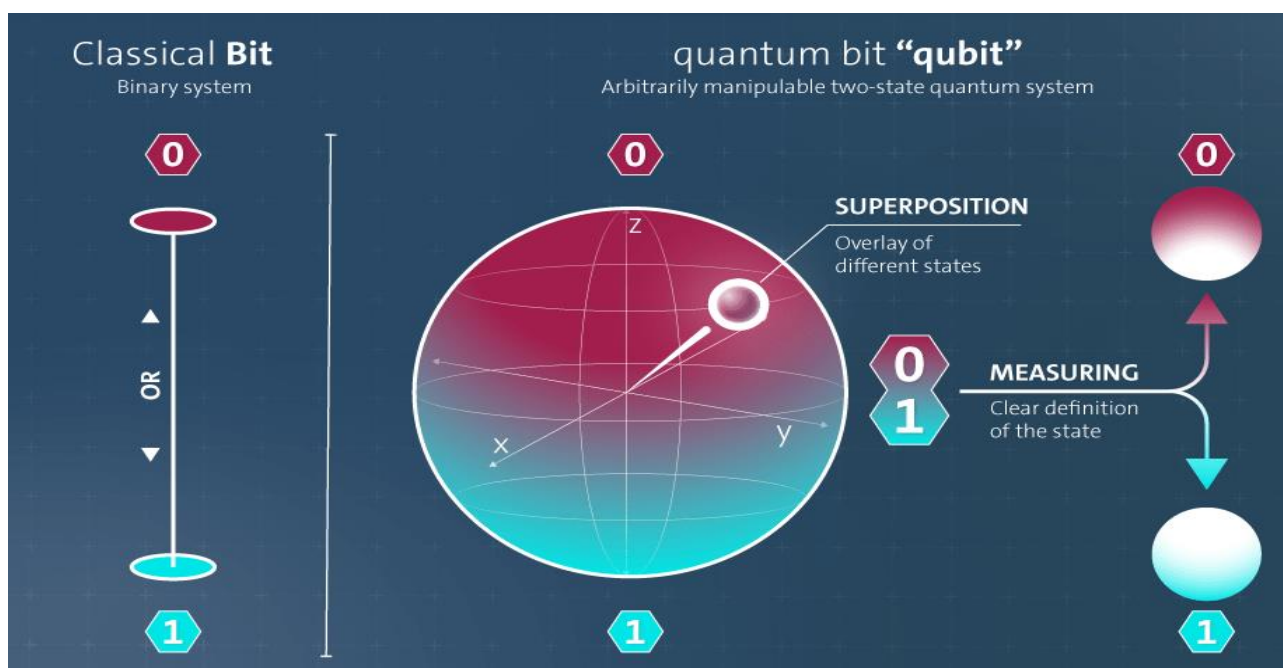 Classical Bit
Binary system
0
OR
1
quantum bit “qubit”
Arbitrarily manipulable two-state quantum system
0
z
x
y
1
SUPERPOSITION
Overlay of
different states
0
1
MEASURING
Clear definition
of the state
0
1